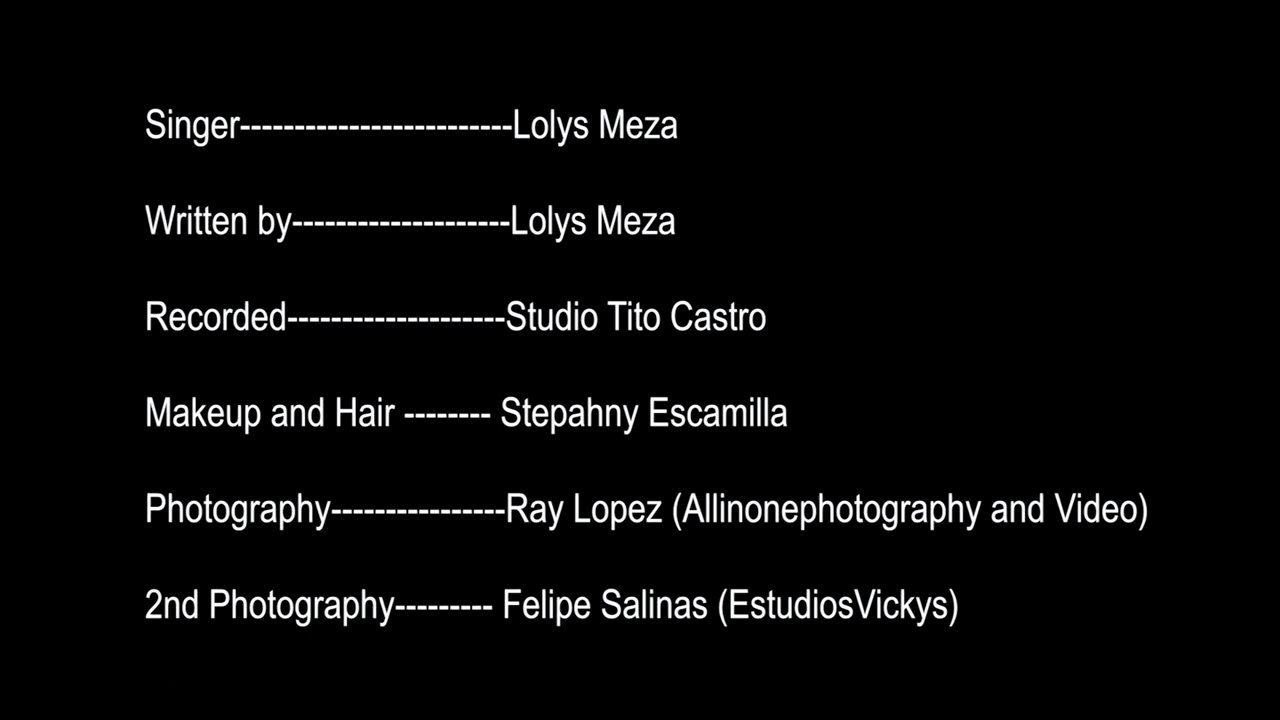 Singer-------------------------Lolys Meza
Written by--------------------Lolys Meza
Recorded--------------------Studio Tito Castro
Makeup and Hair -------- Stepahny Escamilla
Photography----------------Ray Lopez (Allinonephotography and Video)
2nd Photography--------- Felipe Salinas (EstudiosVickys)